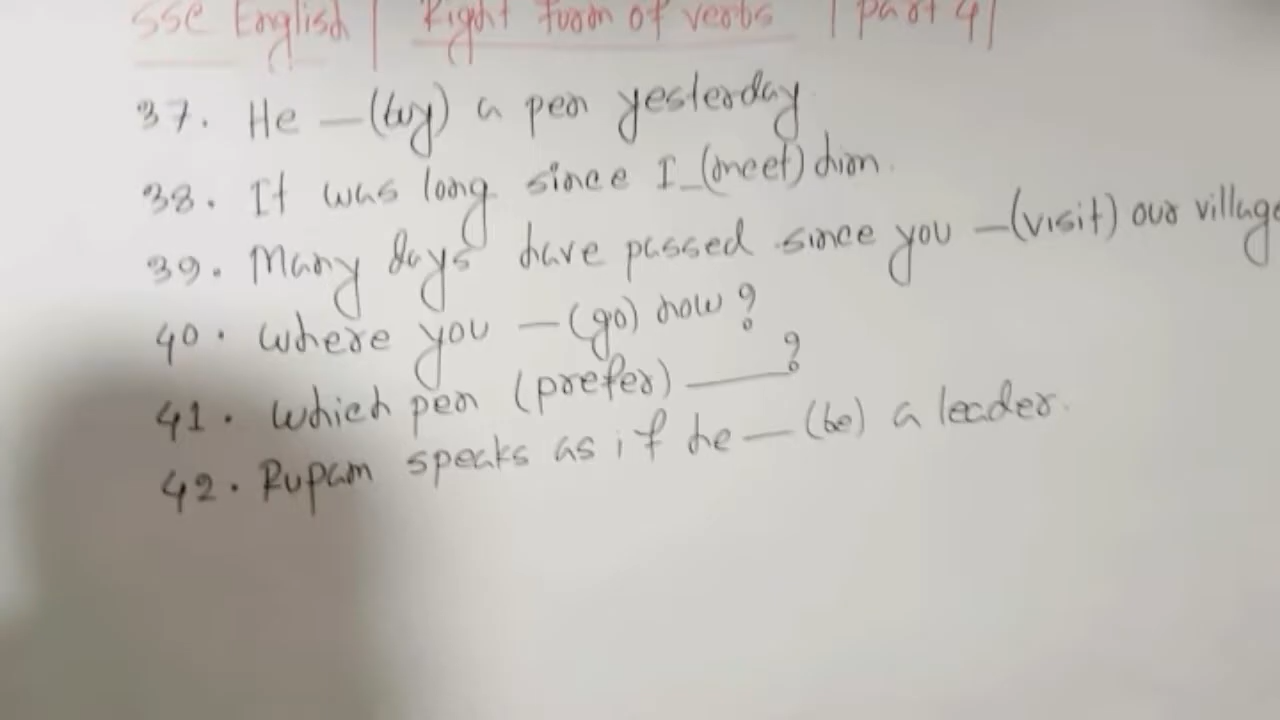 SSC English | Right form of verbs | part 4 |
37. He — (buy) a pen yesterday
38. It was long since I _ (meet) him.
39. Many days have passed since you — (visit) our village
40. Where you — (go) now ?
41. Which pen (prefer) ——— ?
42. Rupam speaks as if he — (be) a leader.